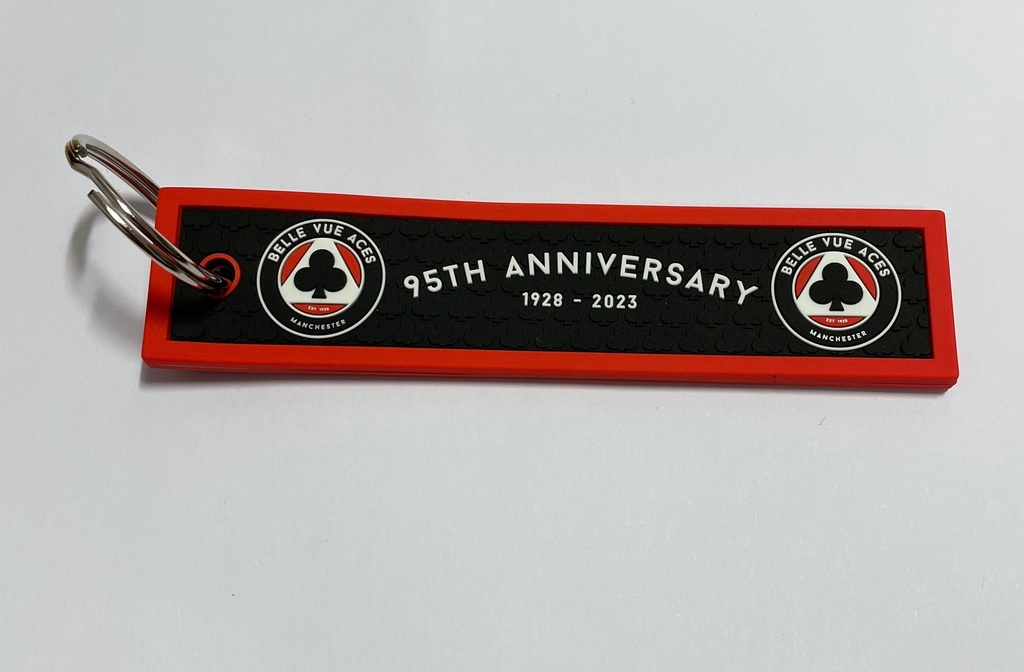 BELLE VUE ACES
EST 1928
MANCHESTER
95TH ANNIVERSARY
1928 - 2023
BELLE VUE ACES
EST 1928
MANCHESTER